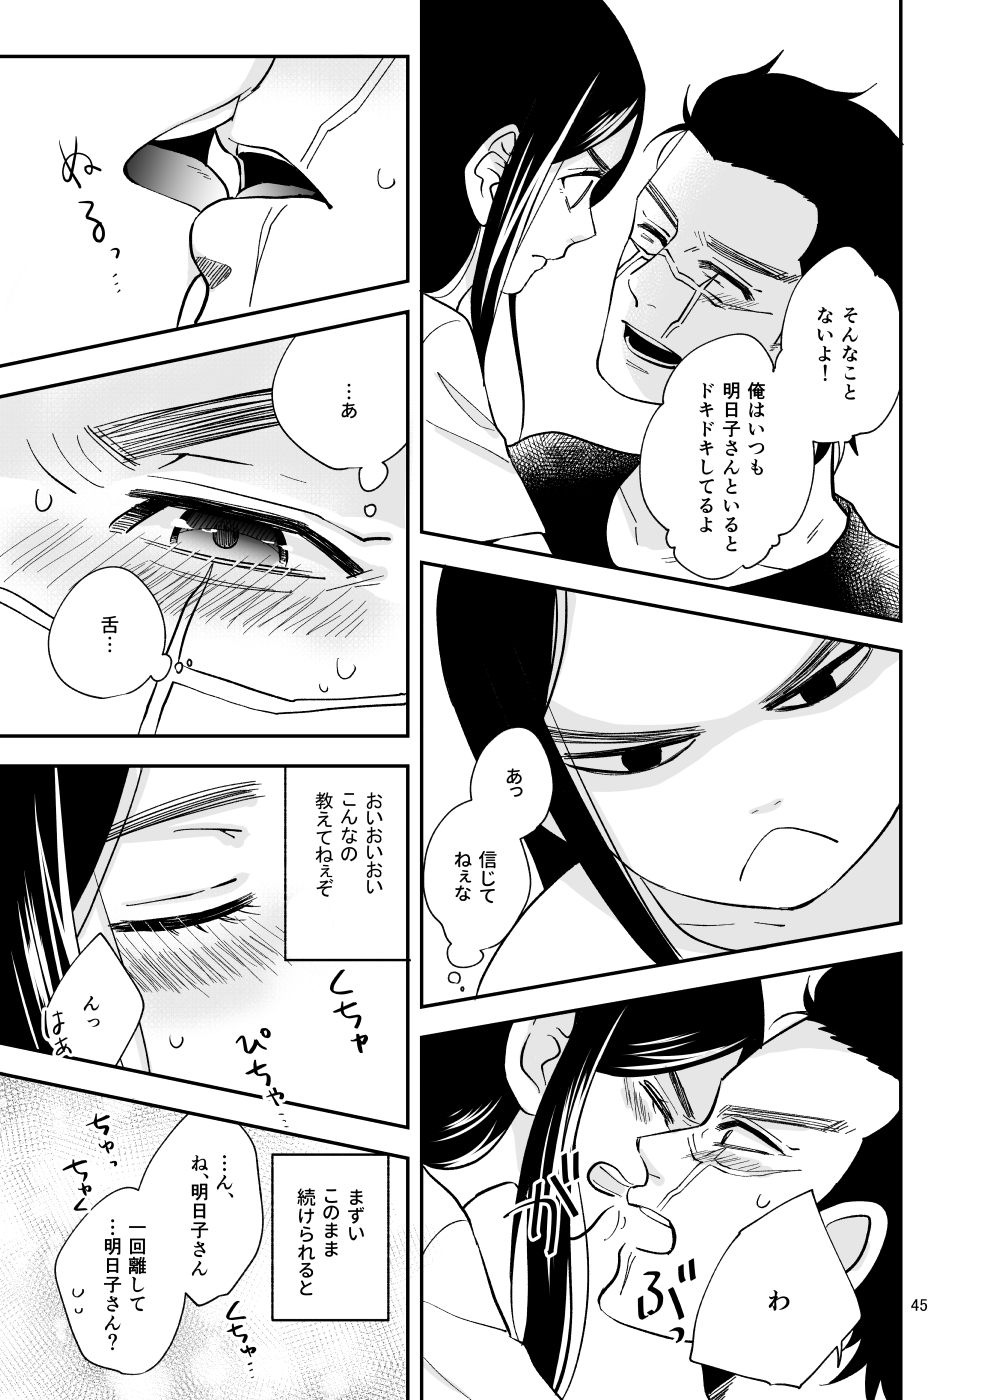 そんなこと
ないよ!
俺はいつも
明日子さんといると
ドキドキしてるよ
あっ
信じて
ねぇな
わ
がぶっ
ぬるっ…
…あ
舌…
おいおいおい
こんなの
教えてねぇぞ
くちゃ
ぴちゃ…
んっ
はぁ
まずい
このまま
続けられると
…ん、
ね、明日子さん
一回離して
…明日子さん?
ちゃっ
ちゃく
くちゃ…
45